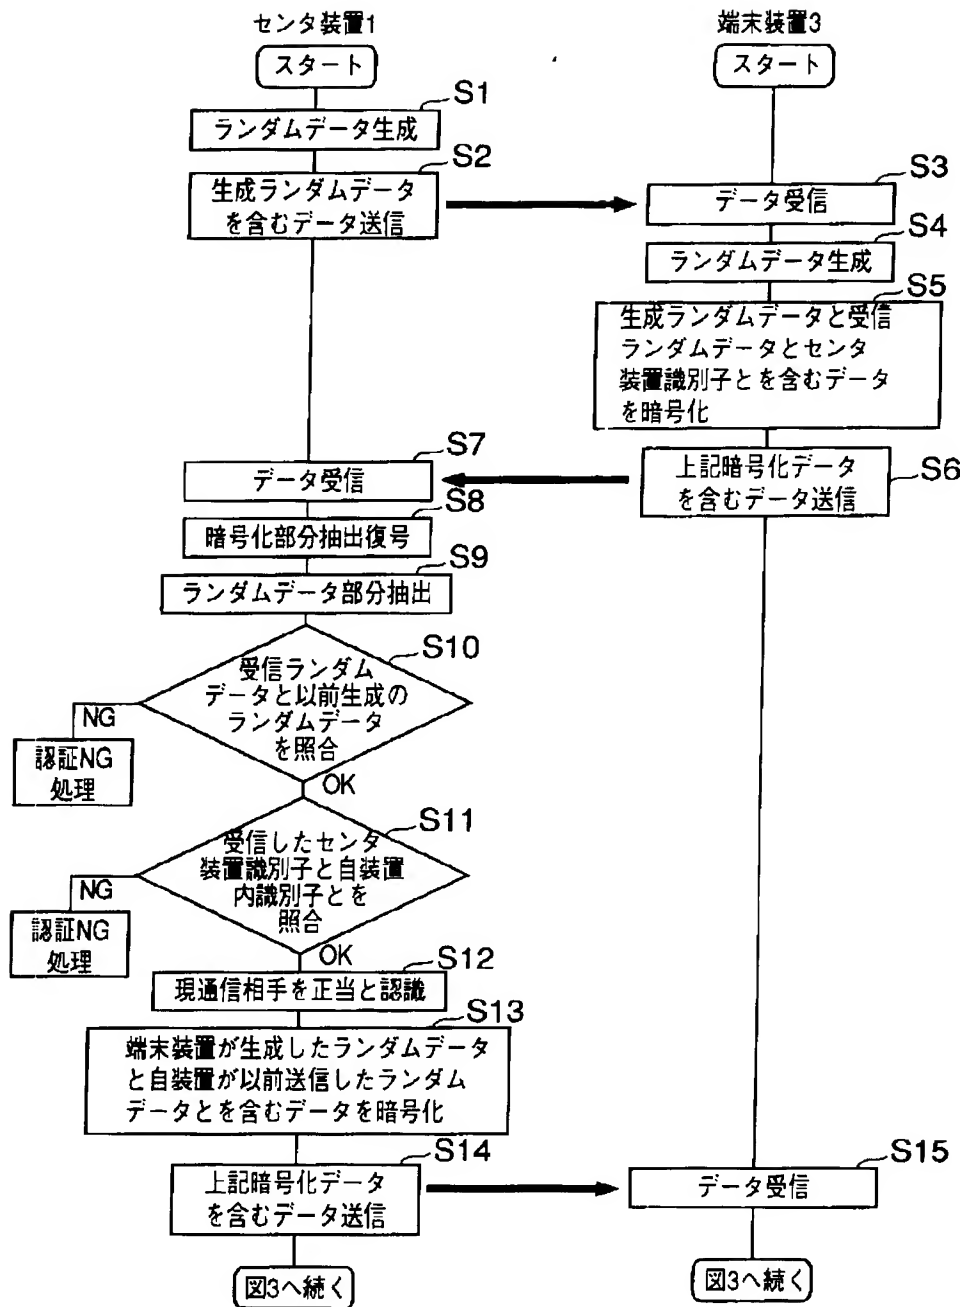 センタ装置1
端末装置3
スタート
スタート
S1
ランダムデータ生成
S2
生成ランダムデータ
を含むデータ送信
S3
データ受信
S4
ランダムデータ生成
S5
生成ランダムデータと受信
ランダムデータとセンタ
装置識別子とを含むデータ
を暗号化
S6
上記暗号化データ
を含むデータ送信
S7
データ受信
S8
暗号化部分抽出復号
S9
ランダムデータ部分抽出
S10
受信ランダム
データと以前生成の
ランダムデータ
を照合
NG
認証NG
処理
OK
S11
受信したセンタ
装置識別子と自装置
内識別子とを
照合
NG
認証NG
処理
OK
S12
現通信相手を正当と認識
S13
端末装置が生成したランダムデータ
と自装置が以前送信したランダム
データとを含むデータを暗号化
S14
上記暗号化データ
を含むデータ送信
S15
データ受信
図3へ続く
図3へ続く